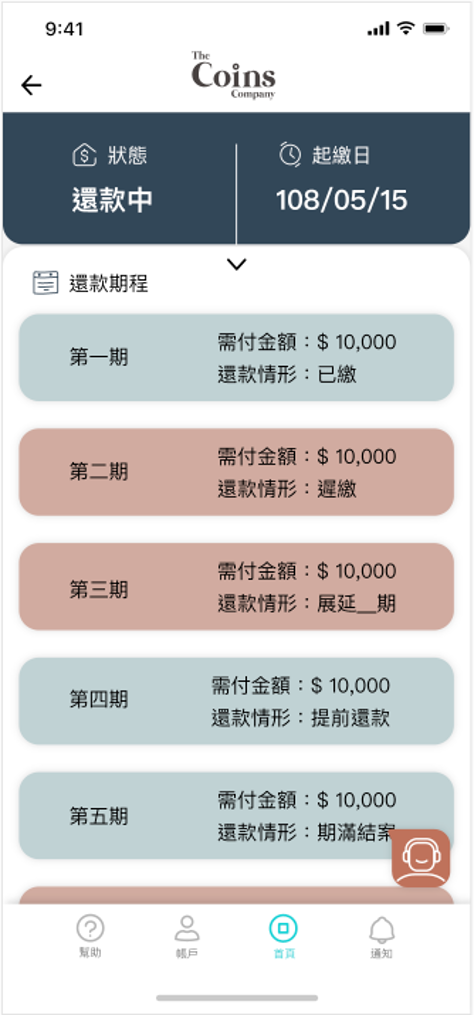 9:41
The
Coins
Company
狀態
起繳日
還款中
108/05/15
還款期程
第一期
需付金額：$ 10,000
還款情形：已繳
第二期
需付金額：$ 10,000
還款情形：遲繳
第三期
需付金額：$ 10,000
還款情形：展延__期
第四期
需付金額：$ 10,000
還款情形：提前還款
第五期
需付金額：$ 10,000
還款情形：期滿結案
幫助
帳戶
首頁
通知